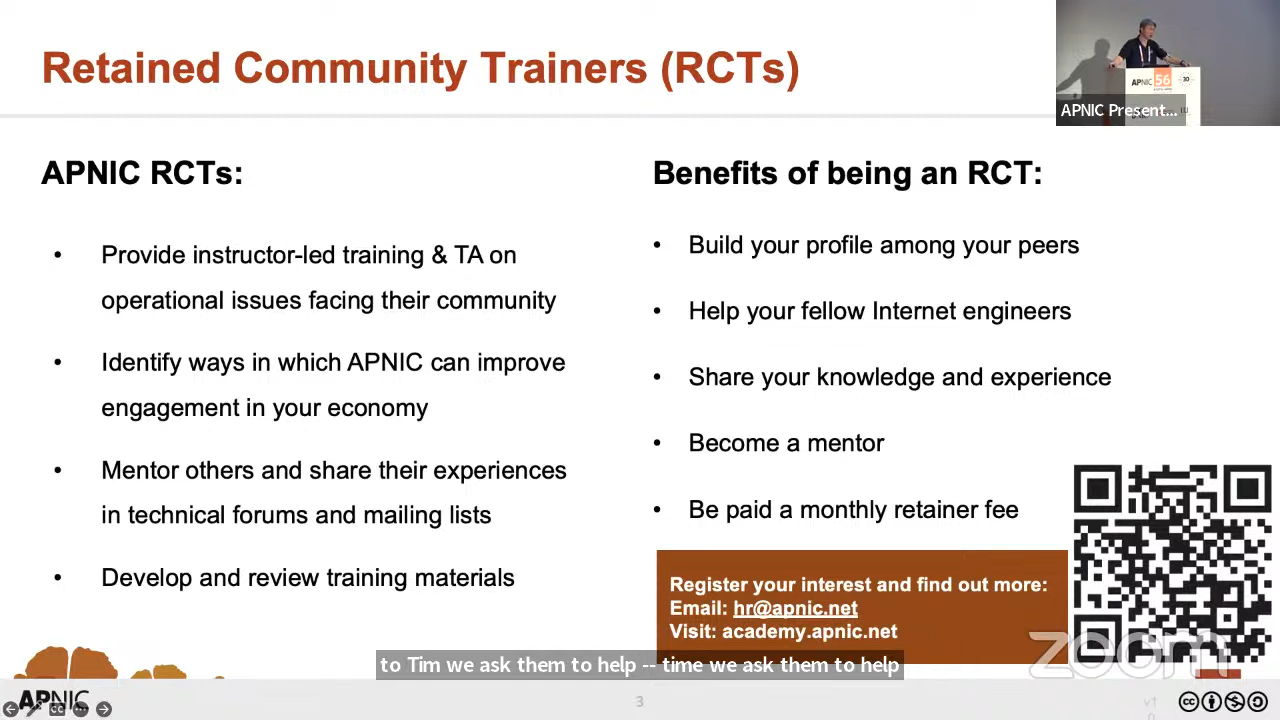 Retained Community Trainers (RCTs)
APNIC 56
APNIC Present...
APNIC RCTs:
• Provide instructor-led training & TA on
operational issues facing their community
• Identify ways in which APNIC can improve
engagement in your economy
• Mentor others and share their experiences
in technical forums and mailing lists
• Develop and review training materials
Benefits of being an RCT:
• Build your profile among your peers
• Help your fellow Internet engineers
• Share your knowledge and experience
• Become a mentor
• Be paid a monthly retainer fee
Register your interest and find out more:
Email: hr@apnic.net
Visit: academy.apnic.net
zoom
to Tim we ask them to help -- time we ask them to help
APNIC
3